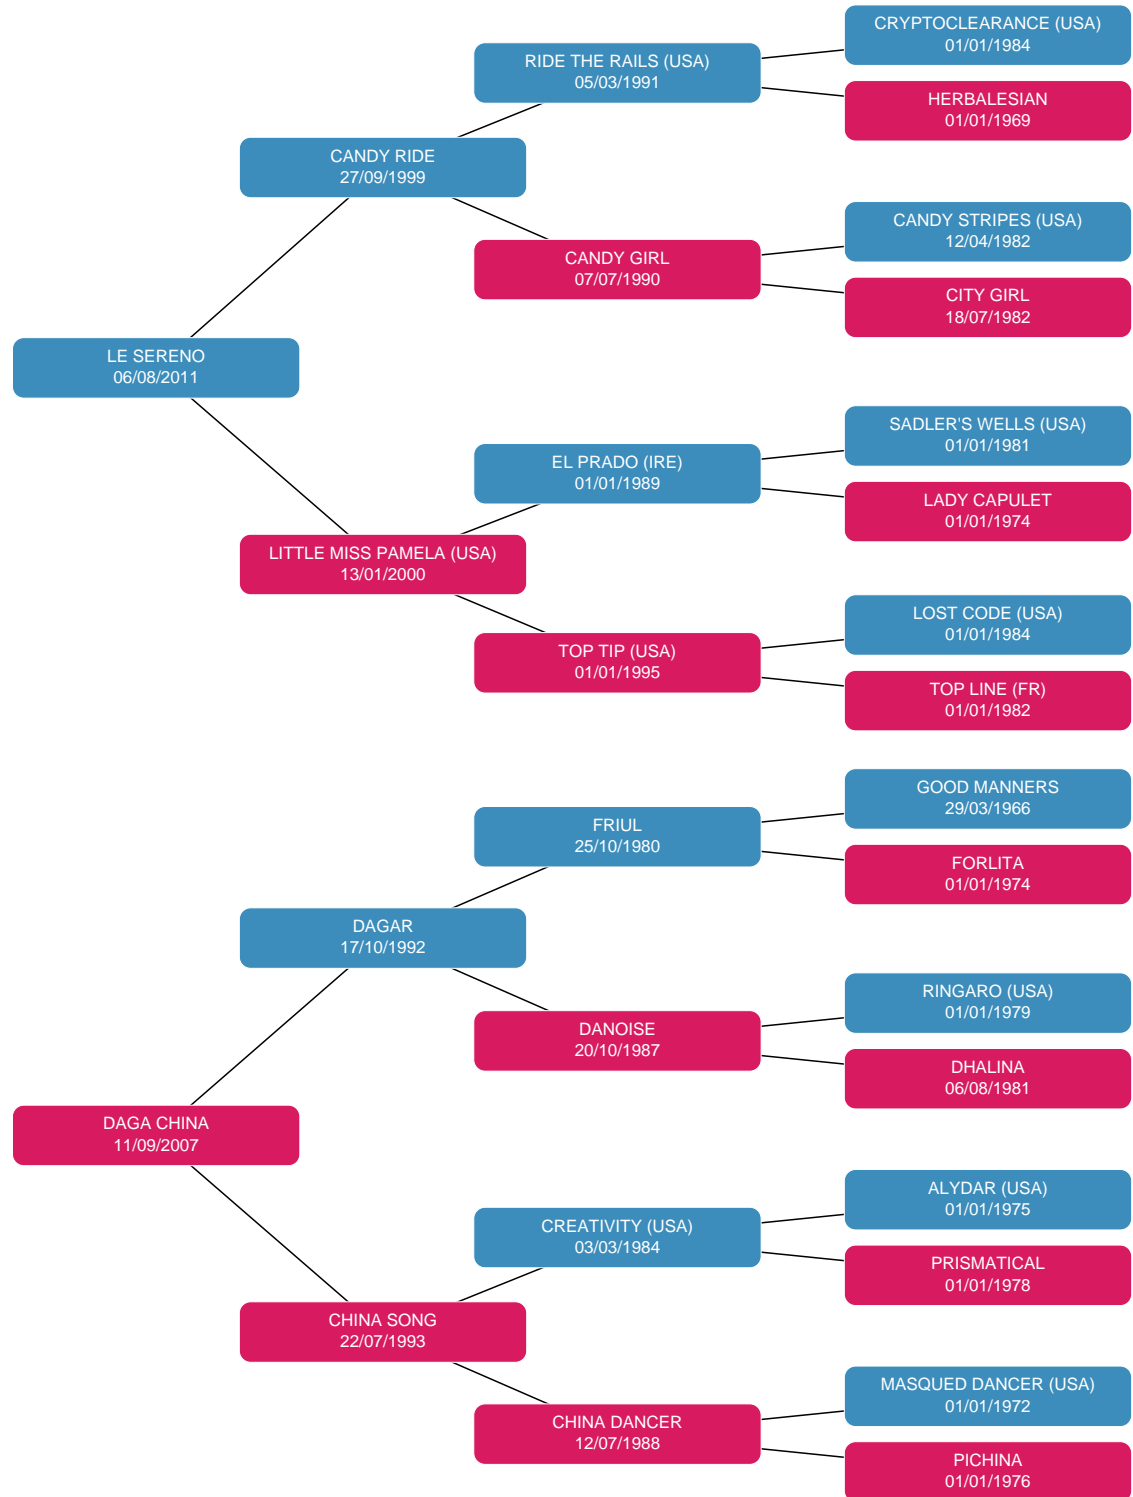 CRYPTOCLEARANCE (USA)
01/01/1984
RIDE THE RAILS (USA)
05/03/1991
HERBALESIAN
01/01/1969
CANDY RIDE
27/09/1999
CANDY STRIPES (USA)
12/04/1982
CANDY GIRL
07/07/1990
CITY GIRL
18/07/1982
LE SERENO
06/08/2011
SADLER'S WELLS (USA)
01/01/1981
EL PRADO (IRE)
01/01/1989
LADY CAPULET
01/01/1974
LITTLE MISS PAMELA (USA)
13/01/2000
LOST CODE (USA)
01/01/1984
TOP TIP (USA)
01/01/1995
TOP LINE (FR)
01/01/1982
GOOD MANNERS
29/03/1966
FRIUL
25/10/1980
FORLITA
01/01/1974
DAGAR
17/10/1992
RINGARO (USA)
01/01/1979
DANOISE
20/10/1987
DHALINA
06/08/1981
DAGA CHINA
11/09/2007
ALYDAR (USA)
01/01/1975
CREATIVITY (USA)
03/03/1984
PRISMATICAL
01/01/1978
CHINA SONG
22/07/1993
MASQUED DANCER (USA)
01/01/1972
CHINA DANCER
12/07/1988
PICHINA
01/01/1976